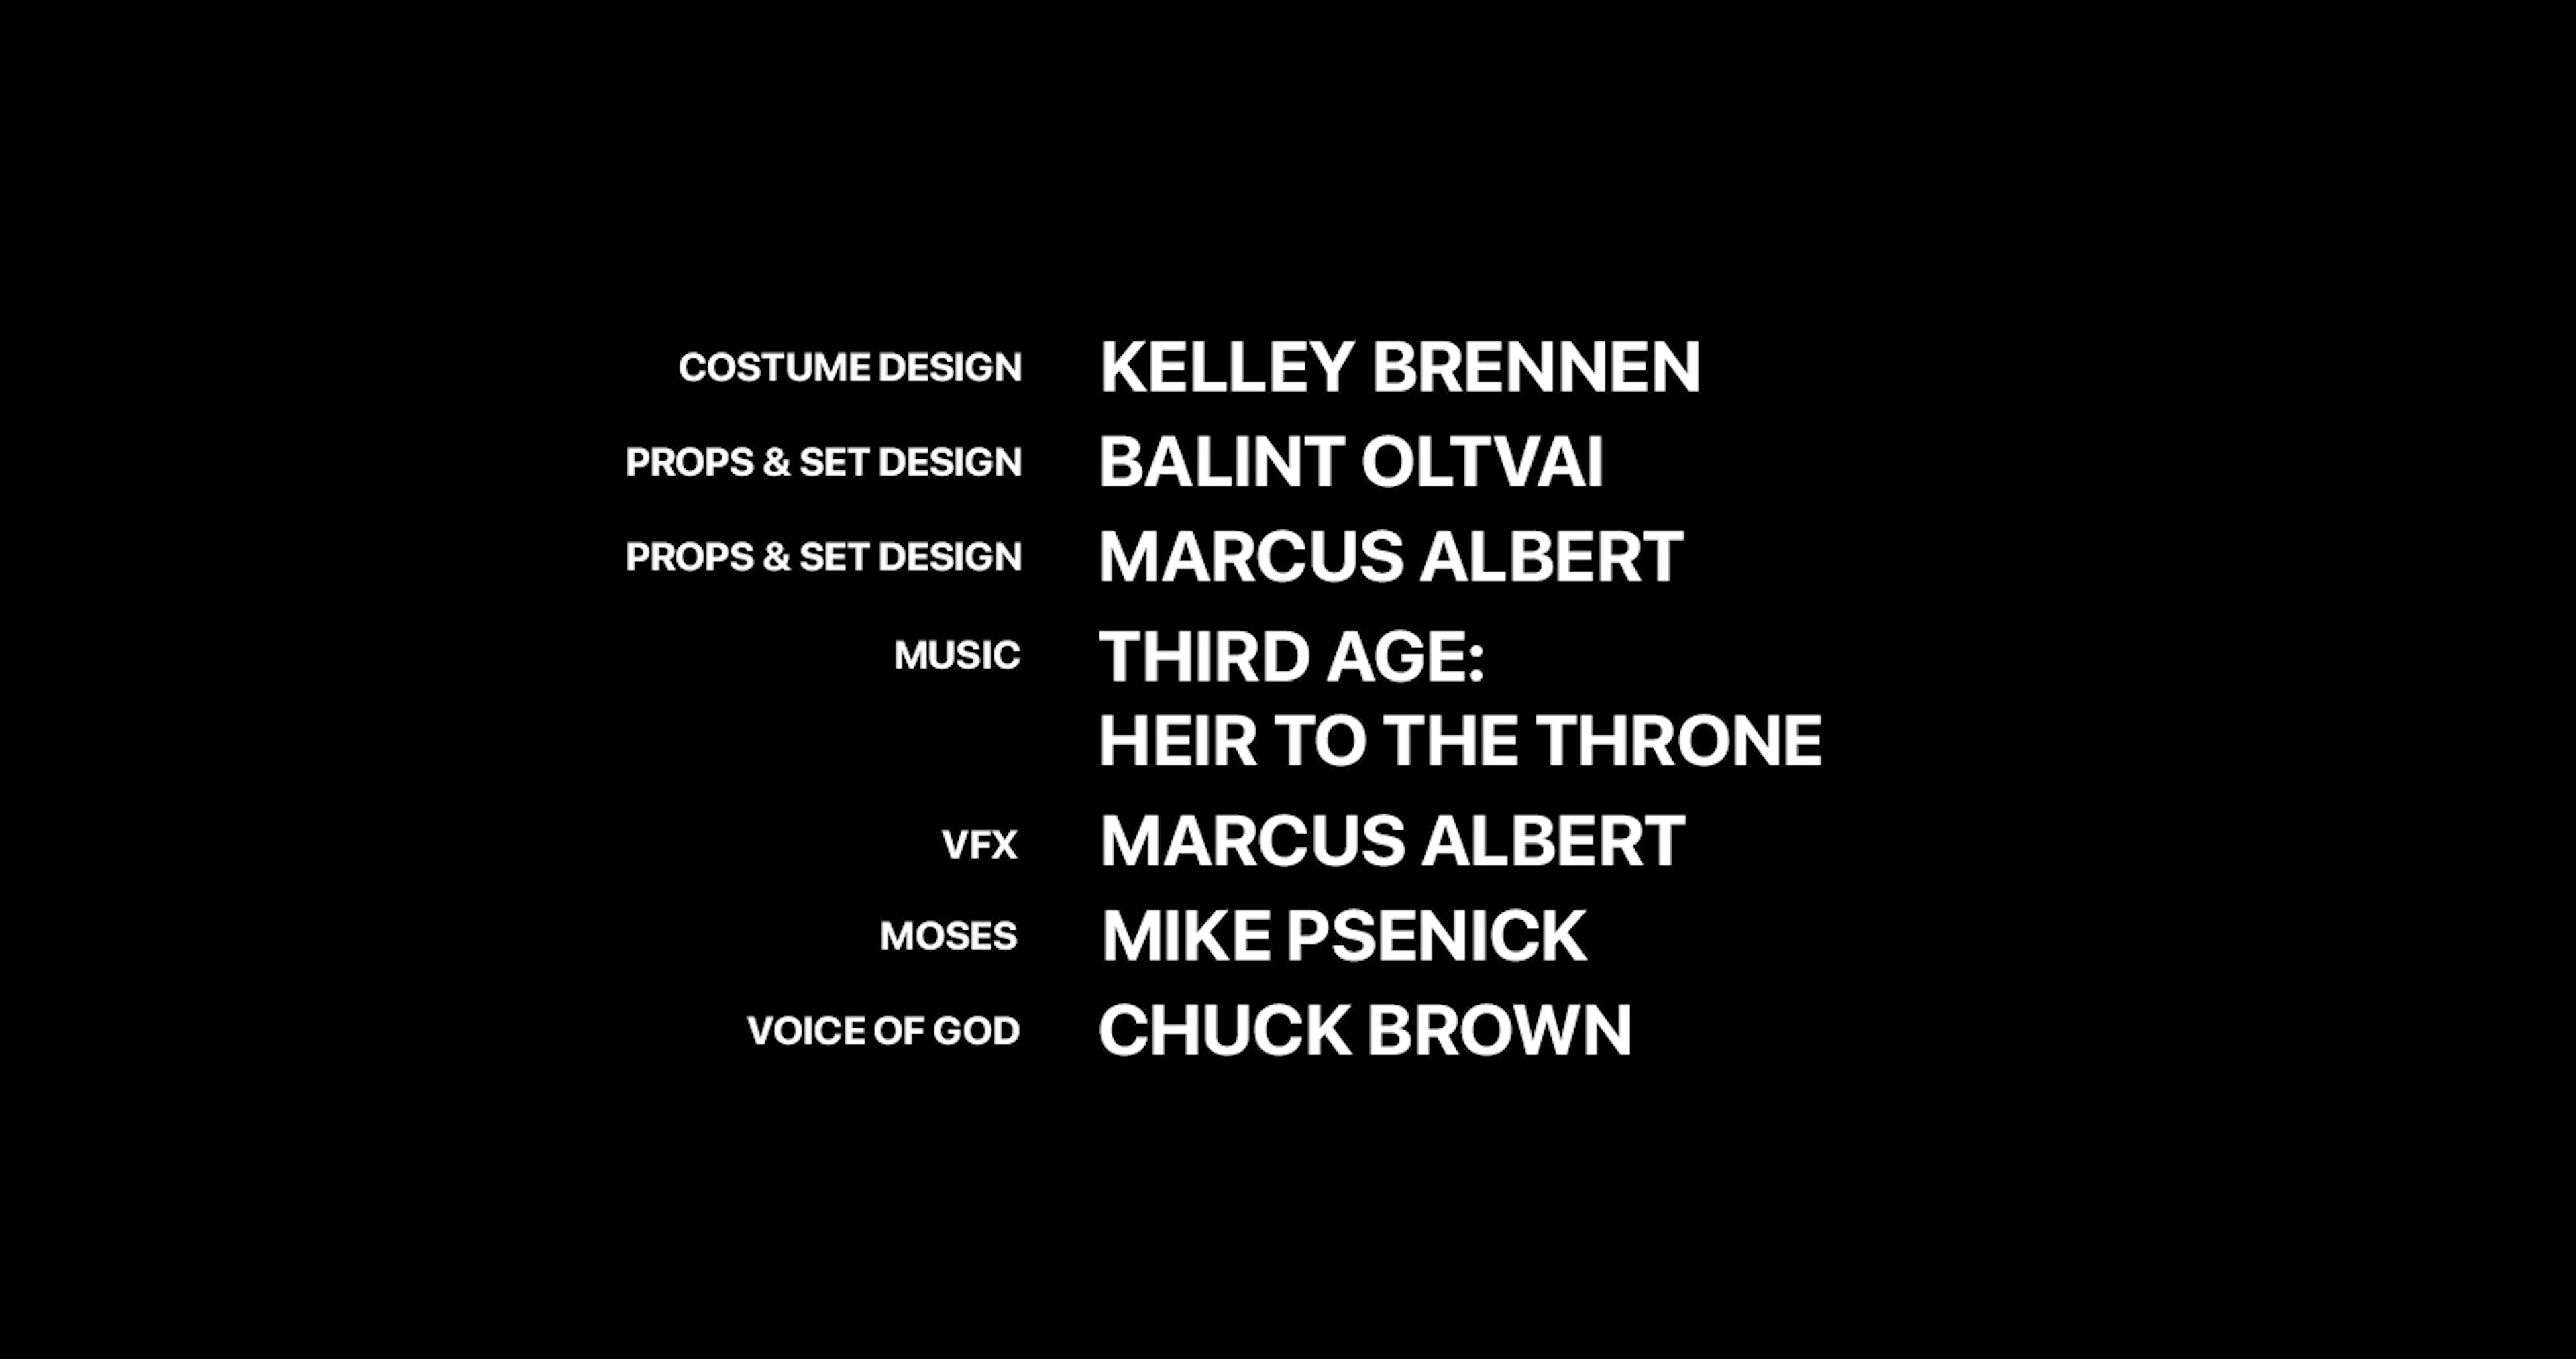 COSTUME DESIGN KELLEY BRENNEN
PROPS & SET DESIGN BALINT OLTVAI
PROPS & SET DESIGN MARCUS ALBERT
MUSIC THIRD AGE:
HEIR TO THE THRONE
VFX MARCUS ALBERT
MOSES MIKE PSENICK
VOICE OF GOD CHUCK BROWN